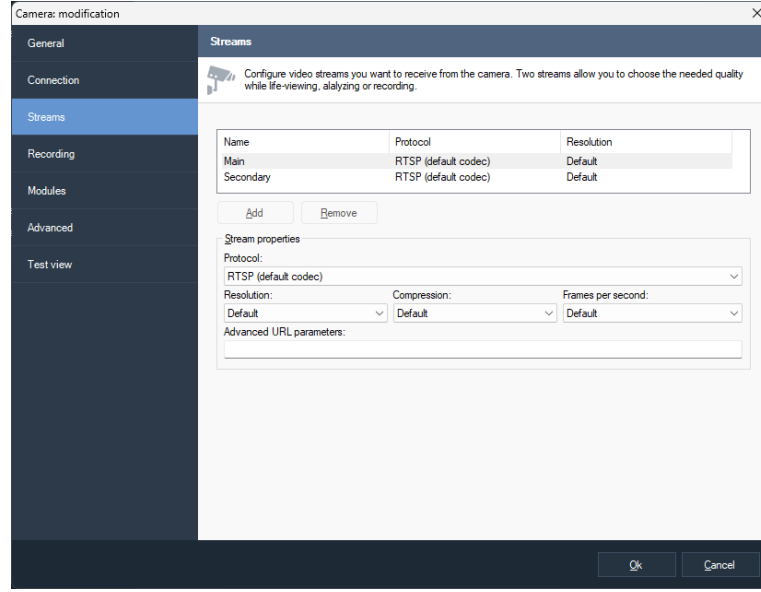 Camera: modification
General
Connection
Streams
Recording
Modules
Advanced
Test view
Streams
Configure video streams you want to receive from the camera. Two streams allow you to choose the needed quality
while life-viewing, alalyzing or recording.
Name Protocol Resolution
Main RTSP (default codec) Default
Secondary RTSP (default codec) Default
Add Remove
Stream properties
Protocol:
RTSP (default codec)
Resolution: Compression: Frames per second:
Default Default Default
Advanced URL parameters:
Ok Cancel